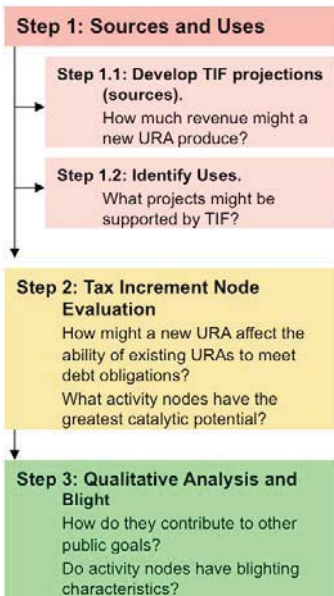 Step 1: Sources and Uses
Step 1.1: Develop TIF projections
(sources).
How much revenue might a
new URA produce?
Step 1.2: Identify Uses.
What projects might be
supported by TIF?
Step 2: Tax Increment Node
Evaluation
How might a new URA affect the
ability of existing URAs to meet
debt obligations?
What activity nodes have the
greatest catalytic potential?
Step 3: Qualitative Analysis and
Blight
How do they contribute to other
public goals?
Do activity nodes have blighting
characteristics?